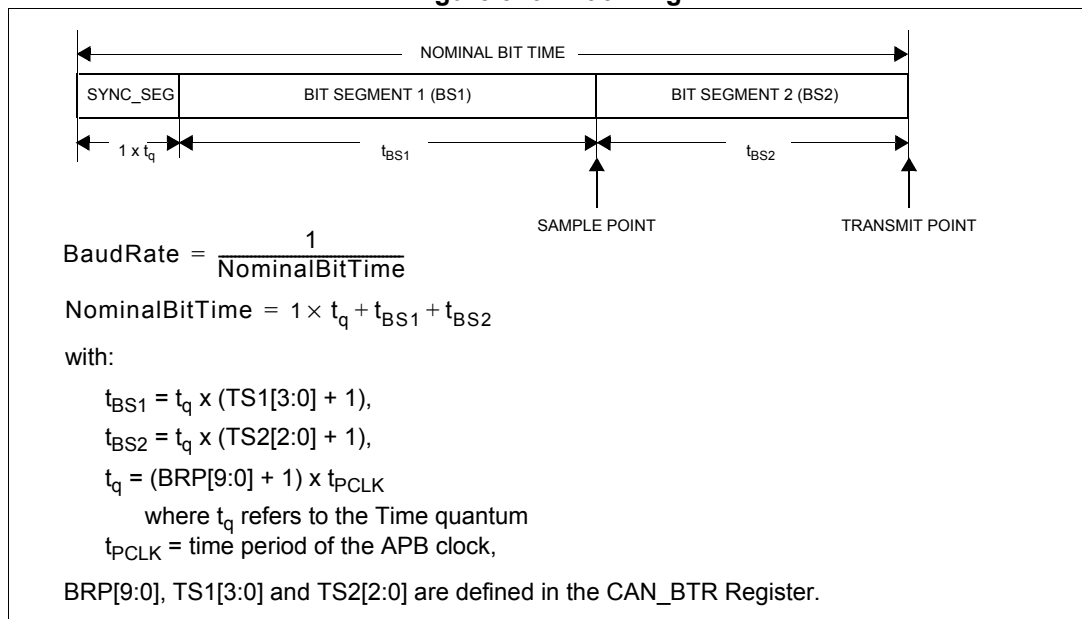 NOMINAL BIT TIME
SYNC_SEG BIT SEGMENT 1 (BS1) BIT SEGMENT 2 (BS2)
1 x tq tBS1 tBS2
SAMPLE POINT TRANSMIT POINT
BaudRate = 1 / NominalBitTime
NominalBitTime = 1 × tq + tBS1 + tBS2
with:
tBS1 = tq x (TS1[3:0] + 1),
tBS2 = tq x (TS2[2:0] + 1),
tq = (BRP[9:0] + 1) x tPCLK
where tq refers to the Time quantum
tPCLK = time period of the APB clock,
BRP[9:0], TS1[3:0] and TS2[2:0] are defined in the CAN_BTR Register.